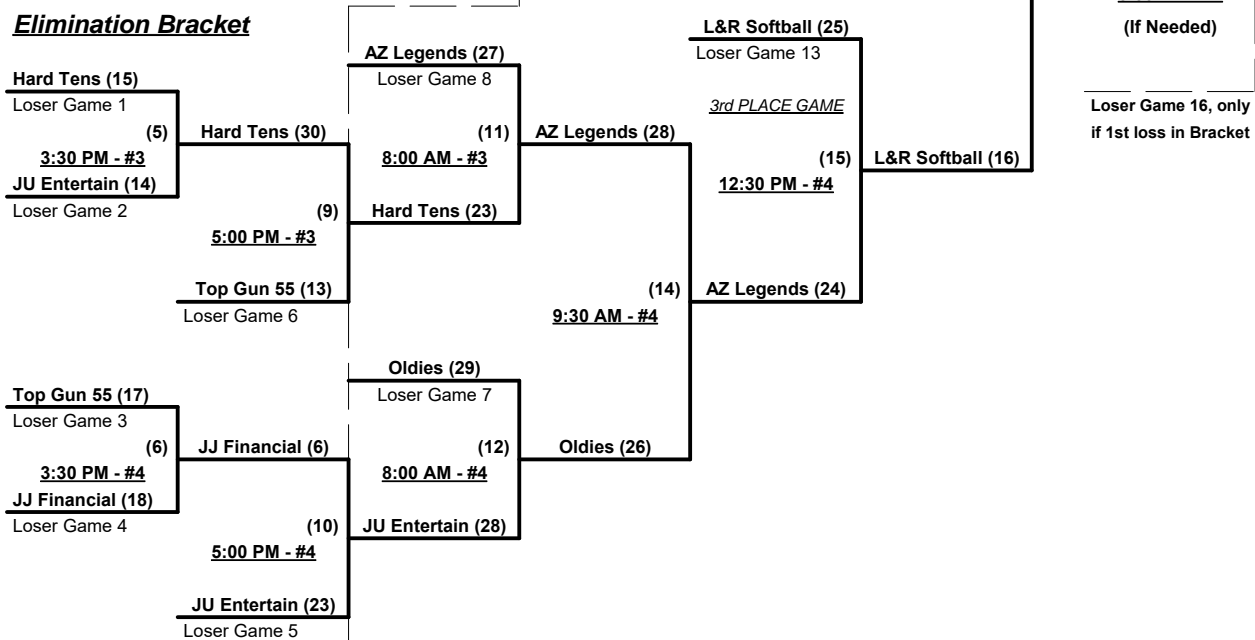 Elimination Bracket
L&R Softball (25)
(If Needed)
AZ Legends (27)
Loser Game 13
Hard Tens (15)
Loser Game 8
Loser Game 1
3rd PLACE GAME
Loser Game 16, only
if 1st loss in Bracket
(5)
Hard Tens (30)
(11)
AZ Legends (28)
3:30 PM - #3
8:00 AM - #3
(15)
L&R Softball (16)
JU Entertain (14)
12:30 PM - #4
Loser Game 2
(9)
Hard Tens (23)
5:00 PM - #3
Top Gun 55 (13)
(14)
AZ Legends (24)
Loser Game 6
9:30 AM - #4
Oldies (29)
Top Gun 55 (17)
Loser Game 7
Loser Game 3
(6)
JJ Financial (6)
(12)
Oldies (26)
3:30 PM - #4
8:00 AM - #4
JJ Financial (18)
Loser Game 4
(10)
JU Entertain (28)
5:00 PM - #4
JU Entertain (23)
Loser Game 5